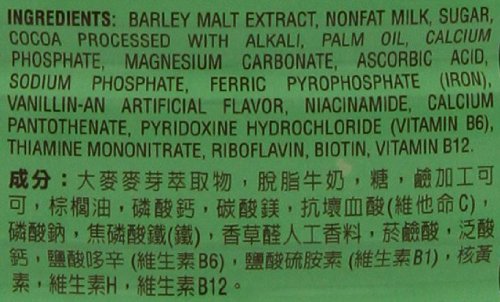 INGREDIENTS: BARLEY MALT EXTRACT, NONFAT MILK, SUGAR,
COCOA PROCESSED WITH ALKALI, PALM OIL, CALCIUM
PHOSPHATE, MAGNESIUM CARBONATE, ASCORBIC ACID,
SODIUM PHOSPHATE, FERRIC PYROPHOSPHATE (IRON),
VANILLIN-AN ARTIFICIAL FLAVOR, NIACINAMIDE, CALCIUM
PANTOTHENATE, PYRIDOXINE HYDROCHLORIDE (VITAMIN B6),
THIAMINE MONONITRATE, RIBOFLAVIN, BIOTIN, VITAMIN B12.
成分：大麥麥芽萃取物，脫脂牛奶，糖，鹼加工可
可，棕櫚油，磷酸鈣，碳酸鎂，抗壞血酸(維他命C)，
磷酸鈉，焦磷酸鐵(鐵)，香草醛人工香料，菸鹼酸，泛酸
鈣，鹽酸哆辛 (維生素B6)，鹽酸硫胺素 (維生素B1)，核黃
素，維生素H，維生素B12。